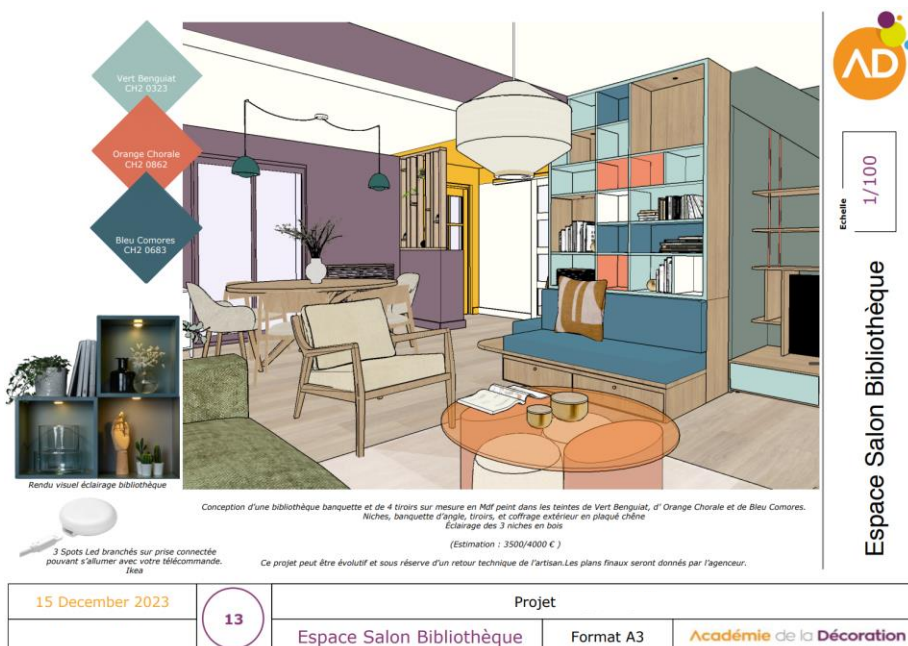 Vert Benguiat
CH2 0323
Orange Chorale
CH2 0862
Bleu Comores
CH2 0683
AD
Echelle
1/100
Espace Salon Bibliothèque
Rendu visuel éclairage bibliothèque
3 Spots Led branchés sur prise connectée
pouvant s'allumer avec votre télécommande.
Ikea
Conception d'une bibliothèque banquette et de 4 tiroirs sur mesure en Mdf peint dans les teintes de Vert Benguiat, d' Orange Chorale et de Bleu Comores.
Niches, banquette d'angle, tiroirs, et coffrage extérieur en plaqué chêne
Éclairage des 3 niches en bois
(Estimation : 3500/4000 € )
Ce projet peut être évolutif et sous réserve d'un retour technique de l'artisan.Les plans finaux seront donnés par l'agenceur.
15 December 2023
13
Projet
Espace Salon Bibliothèque
Format A3
Académie de la Décoration